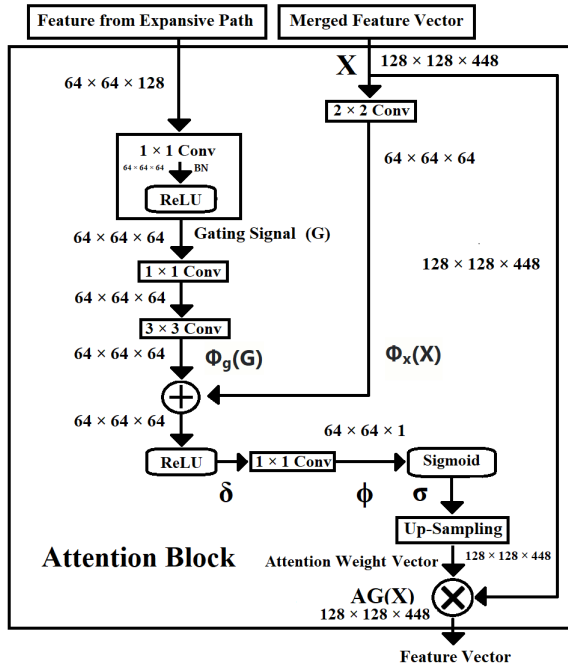 Feature from Expansive Path
Merged Feature Vector
X
128 × 128 × 448
64 × 64 × 128
2 × 2 Conv
1 × 1 Conv
64 × 64 × 64
BN
ReLU
64 × 64 × 64
64 × 64 × 64
Gating Signal (G)
128 × 128 × 448
1 × 1 Conv
64 × 64 × 64
3 × 3 Conv
64 × 64 × 64
Φg(G)
Φx(X)
+
64 × 64 × 64
64 × 64 × 1
ReLU
1 × 1 Conv
Sigmoid
δ
ϕ
σ
Up-Sampling
Attention Block
Attention Weight Vector
128 × 128 × 448
AG(X)
×
128 × 128 × 448
Feature Vector